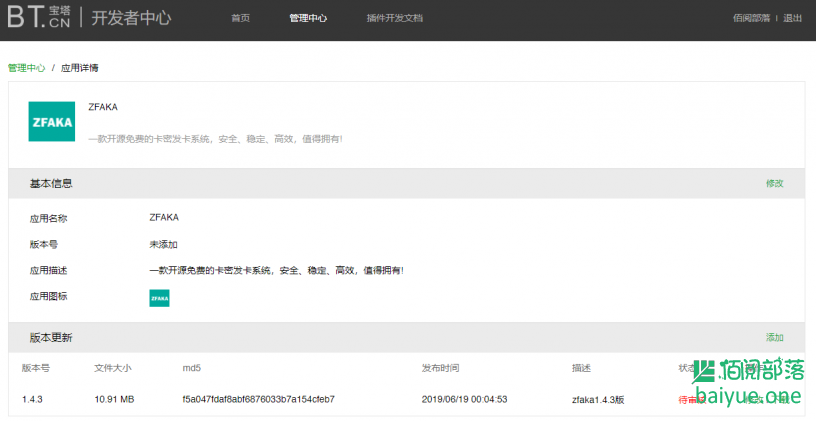 BT. 宝塔 .CN | 开发者中心 首页 管理中心 插件开发文档 佰阅部落 | 退出
管理中心 / 应用详情
ZFAKA
ZFAKA
一款开源免费的卡密发卡系统，安全、稳定、高效，值得拥有!
基本信息 修改
应用名称 ZFAKA
版本号 未添加
应用描述 一款开源免费的卡密发卡系统，安全、稳定、高效，值得拥有!
应用图标 ZFAKA
版本更新 添加
版本号 文件大小 md5 发布时间 描述 状态
佰阅部落
1.4.3 10.91 MB f5a047fdaf8abf6876033b7a154cfeb7 2019/06/19 00:04:53 zfaka1.4.3版 待审
baiyue.one